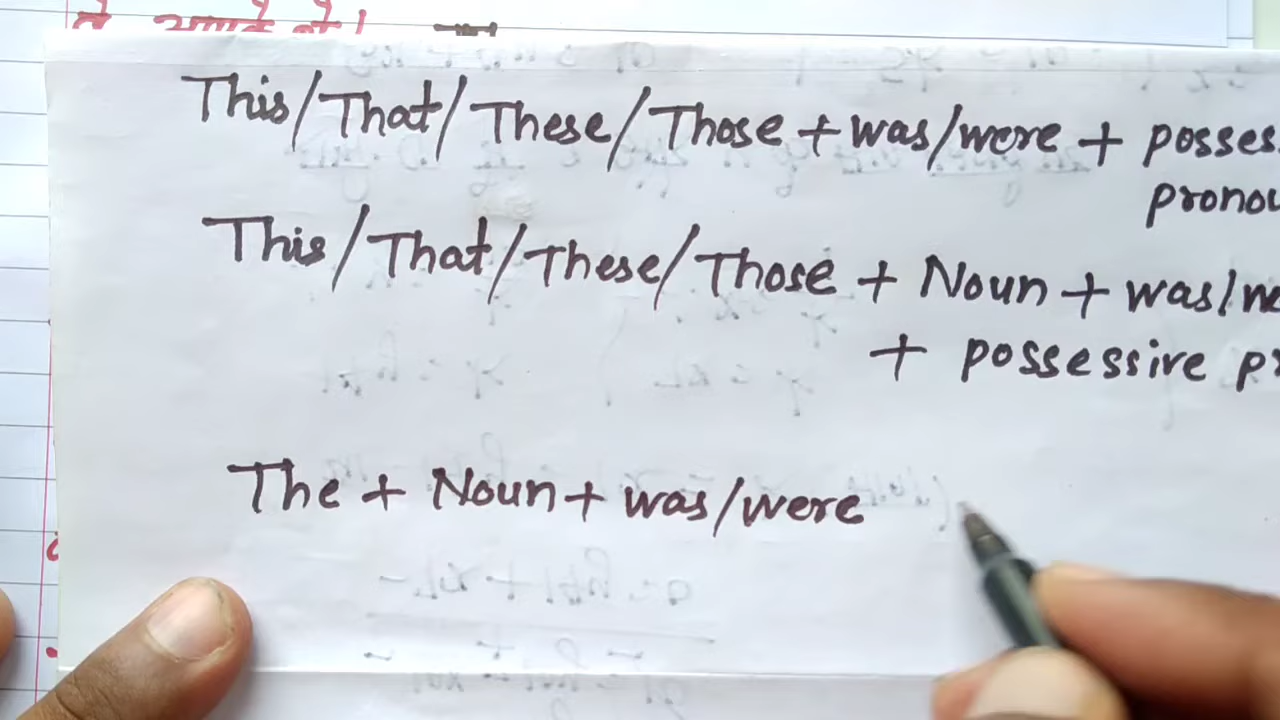 This/That/These/Those + was/were + posses
pronou
This/That/These/Those + Noun + was/w
+ possessive pr
The + Noun + was/were